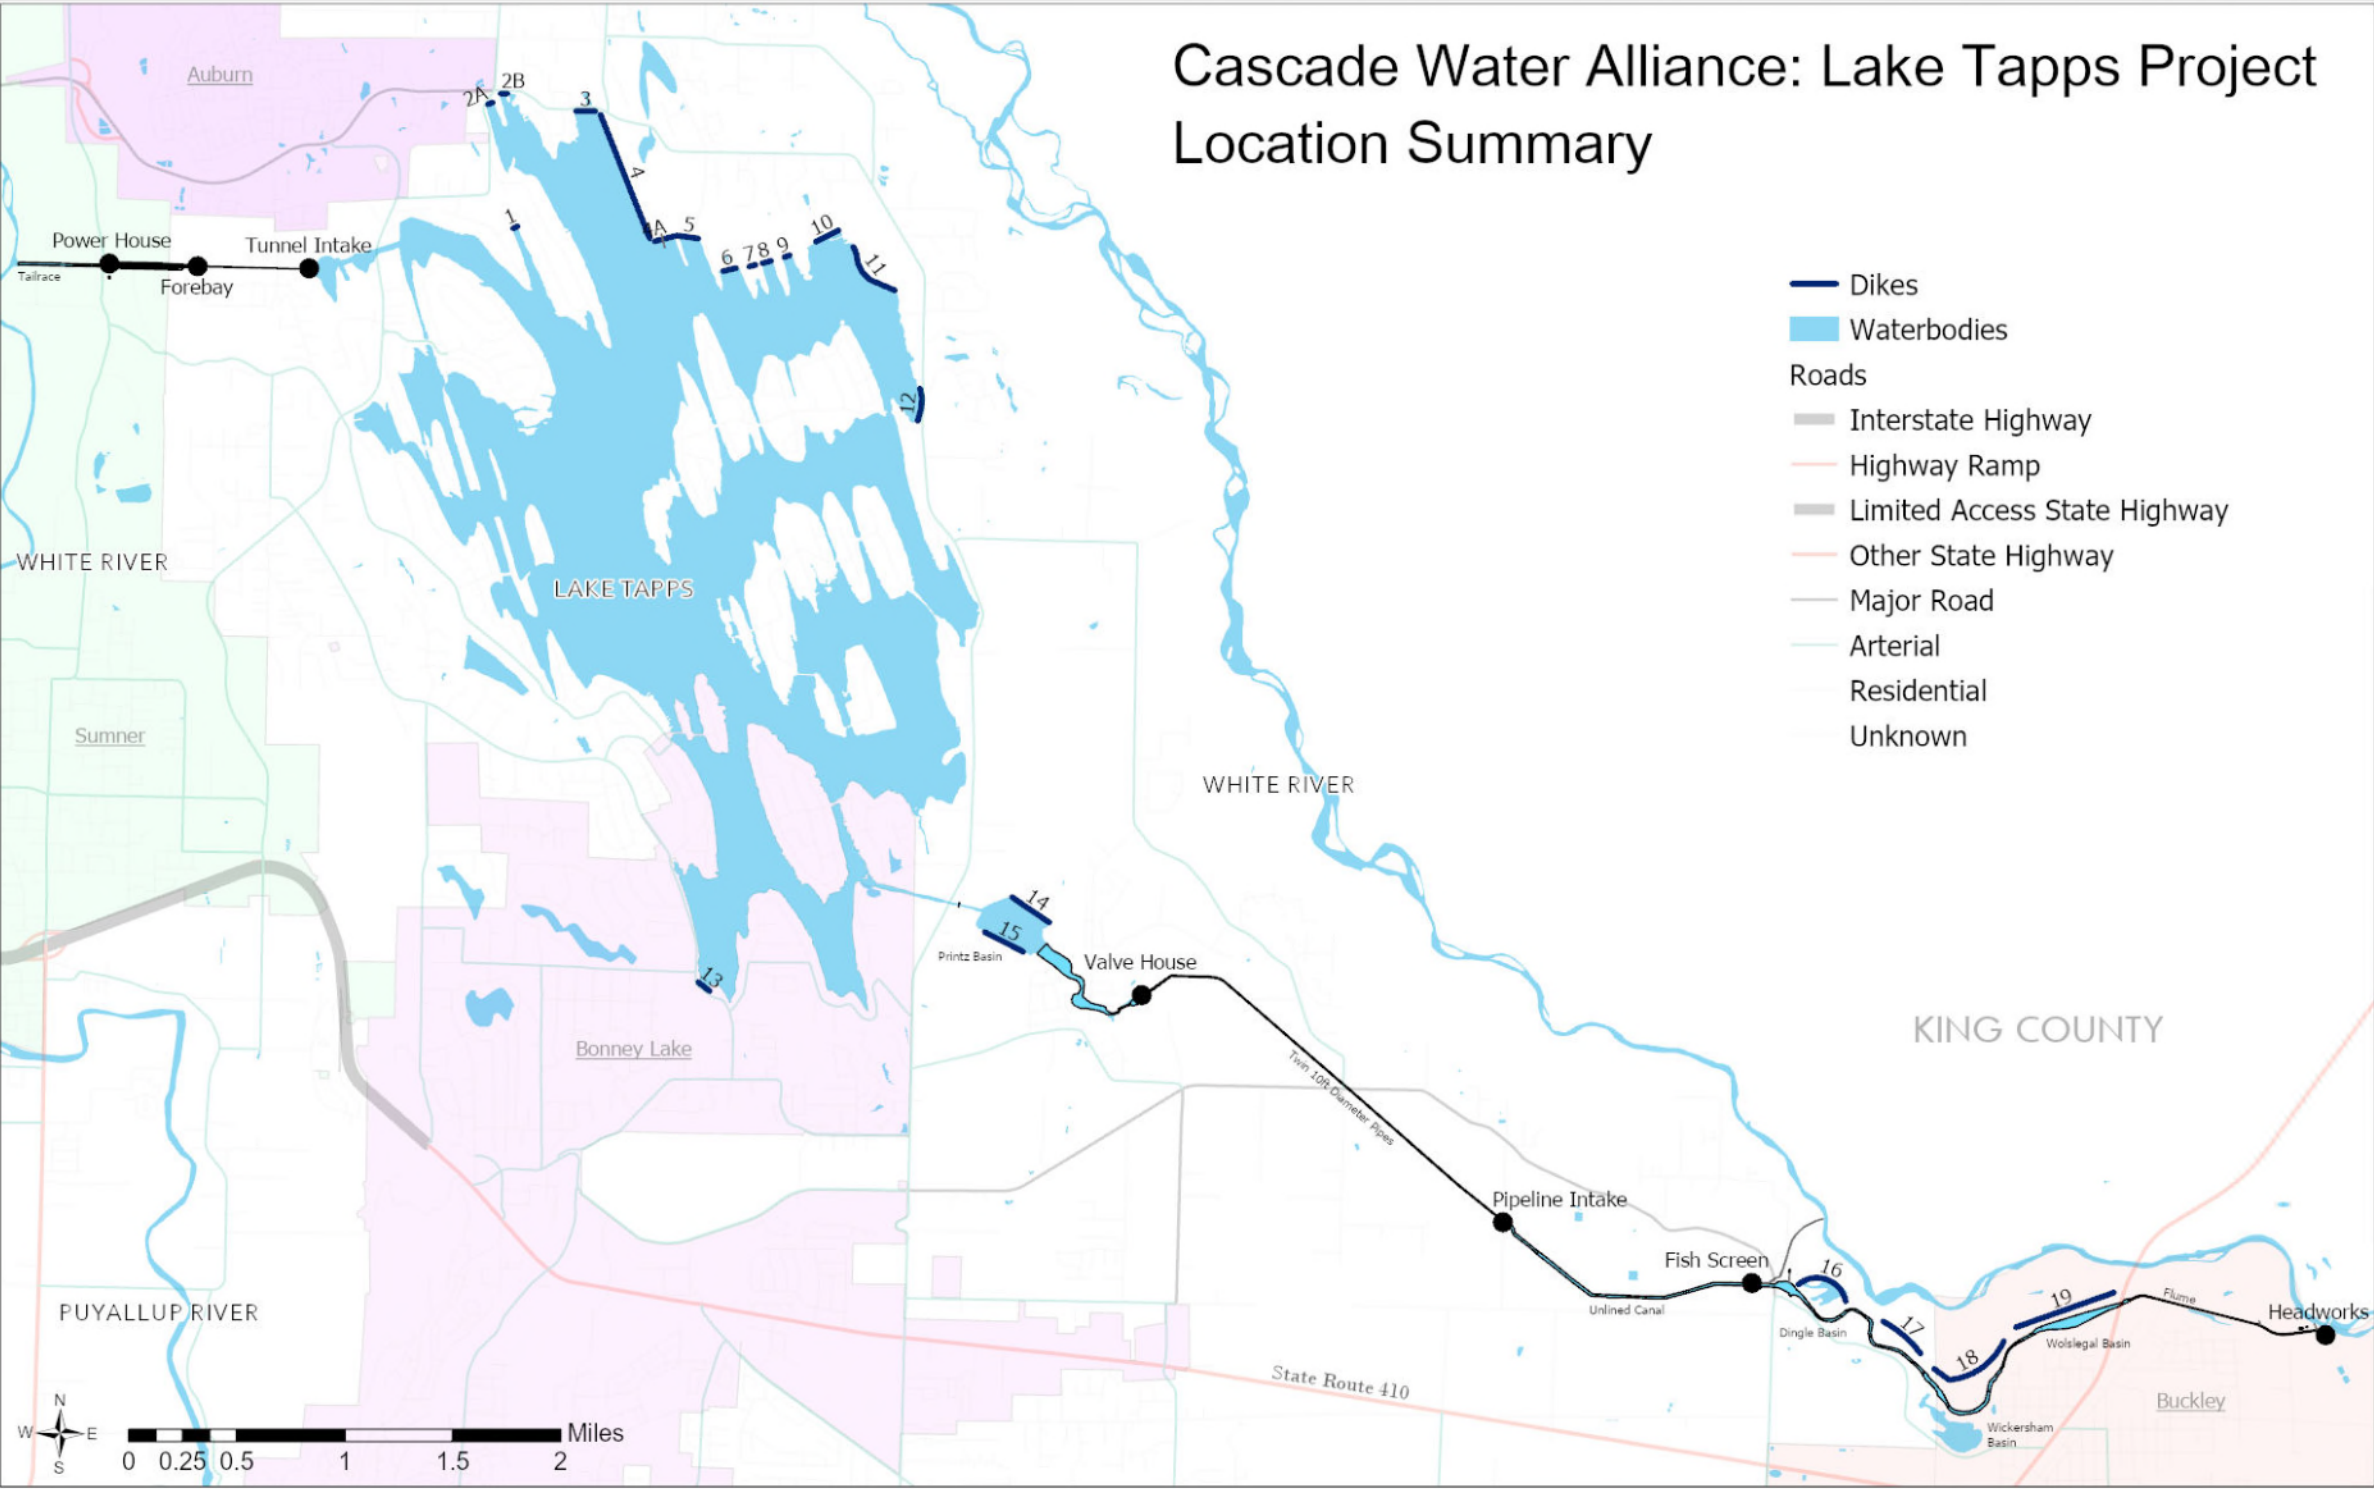 Cascade Water Alliance: Lake Tapps Project
Location Summary
Auburn
2A
2B
3
4
1
4A
5
6
7
8
9
10
11
12
Power House
Tunnel Intake
Tailrace
Forebay
Dikes
Waterbodies
Roads
Interstate Highway
Highway Ramp
Limited Access State Highway
Other State Highway
Major Road
Arterial
Residential
Unknown
WHITE RIVER
LAKE TAPPS
Sumner
WHITE RIVER
14
15
Printz Basin
Valve House
13
KING COUNTY
Bonney Lake
Twin 10ft Diameter Pipes
Pipeline Intake
Fish Screen
16
Unlined Canal
Dingle Basin
17
18
19
Flume
Headworks
Wolslegal Basin
PUYALLUP RIVER
State Route 410
Buckley
Wickersham
Basin
N
W
E
S
Miles
0
0.25
0.5
1
1.5
2